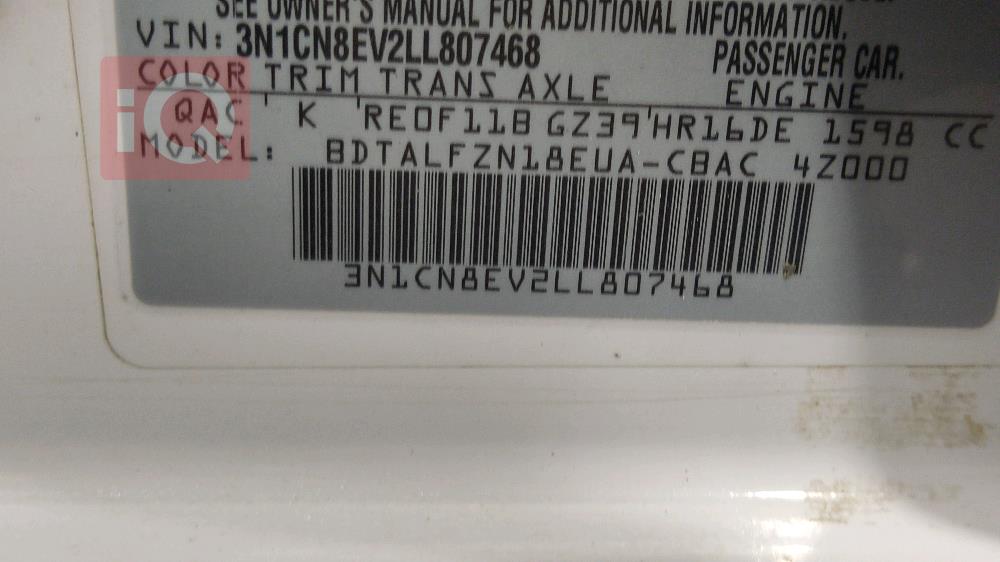 SEE OWNER'S MANUAL FOR ADDITIONAL INFORMATION.
VIN: 3N1CN8EV2LL807468 PASSENGER CAR.
COLOR TRIM TRANS AXLE ENGINE
QAC K RE0F11B GZ39 HR16DE 1598 CC
MODEL: BDTALFZN18EUA-CBAC 4Z000
3N1CN8EV2LL807468
iQ